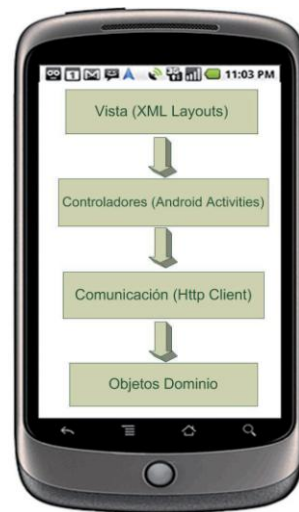 11:03 PM
Vista (XML Layouts)
Controladores (Android Activities)
Comunicación (Http Client)
Objetos Dominio